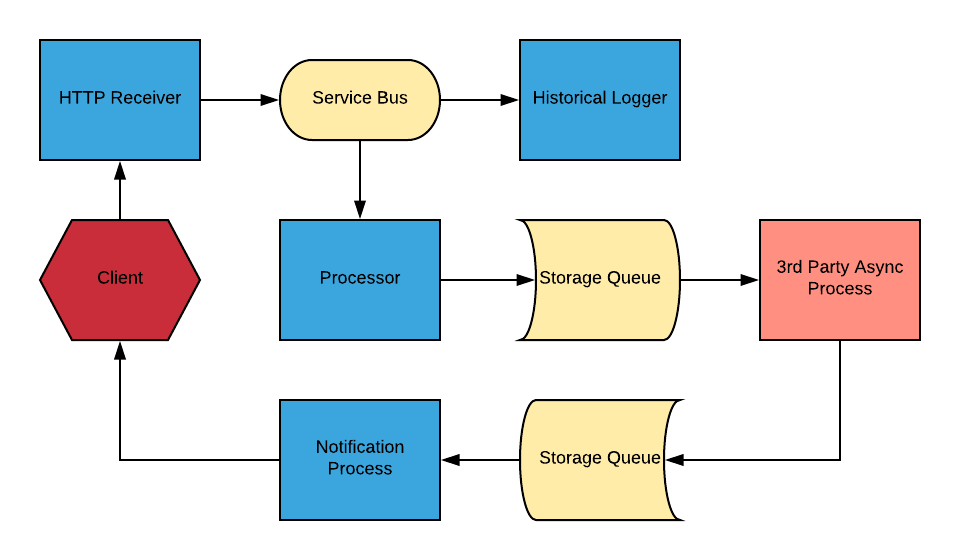 HTTP Receiver
Service Bus
Historical Logger
Client
Processor
Storage Queue
3rd Party Async
Process
Notification
Process
Storage Queue